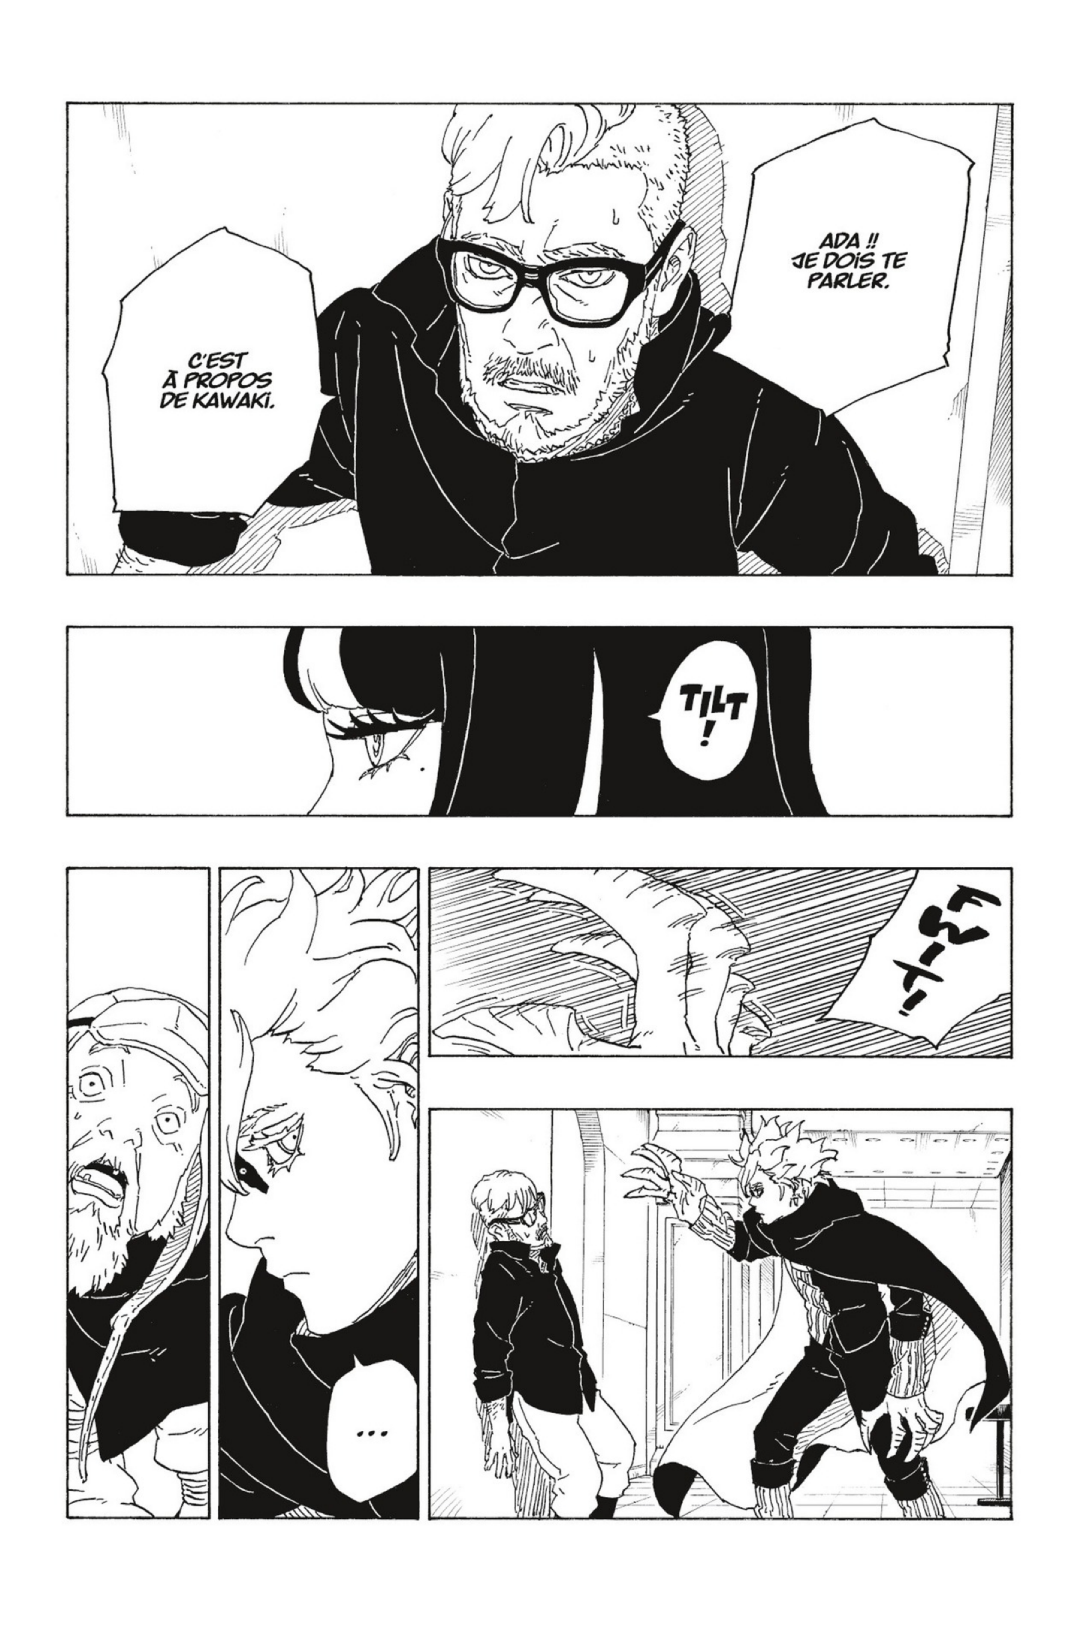 ADA !!
JE DOIS TE
PARLER.
C'EST
À PROPOS
DE KAWAKI.
TILT
!
FWIT!
...